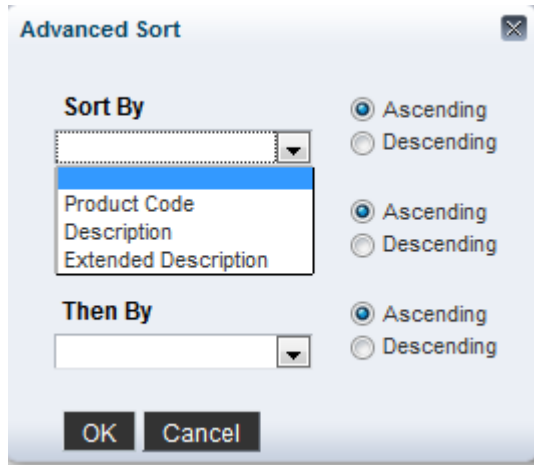 Advanced Sort
Sort By
Ascending
Descending
Product Code
Description
Extended Description
Ascending
Descending
Then By
Ascending
Descending
OK Cancel